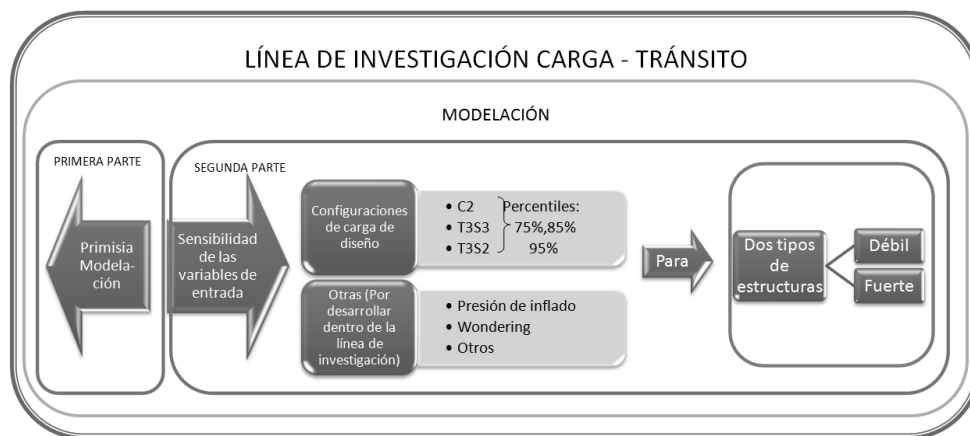 LÍNEA DE INVESTIGACIÓN CARGA - TRÁNSITO
MODELACIÓN
PRIMERA PARTE
Primisia
Modela-
ción
SEGUNDA PARTE
Sensibilidad
de las
variables de
entrada
Configuraciones
de carga de
diseño
• C2
• T3S3
• T3S2
Percentiles:
75%,85%
95%
Otras (Por
desarrollar
dentro de la
línea de
investigación)
• Presión de inflado
• Wondering
• Otros
Para
Dos tipos
de
estructuras
Débil
Fuerte